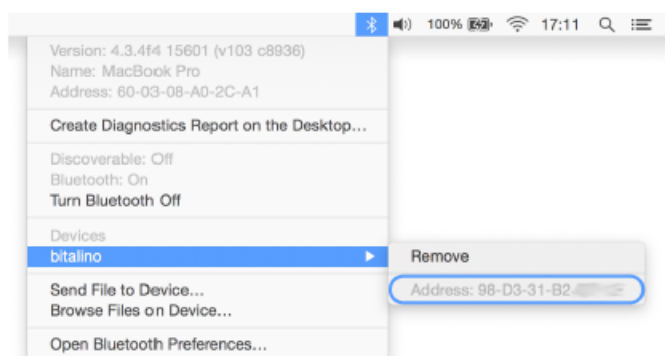 100% 17:11
Version: 4.3.4f4 15601 (v103 c8936)
Name: MacBook Pro
Address: 60-03-08-A0-2C-A1
Create Diagnostics Report on the Desktop...
Discoverable: Off
Bluetooth: On
Turn Bluetooth Off
Devices
bitalino
Remove
Address: 98-D3-31-B2
Send File to Device...
Browse Files on Device...
Open Bluetooth Preferences...